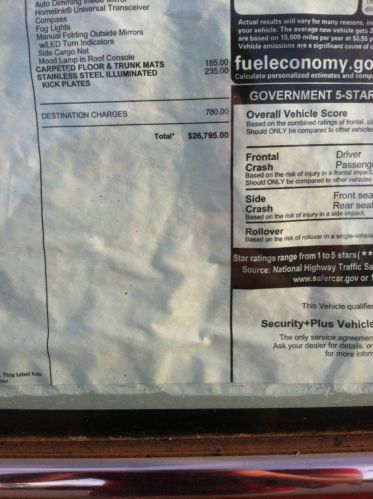 Auto Dimming Inside Mirror
Homelink® Universal Transceiver
Compass
Fog Lights
Manual Folding Outside Mirrors
w/LED Turn Indicators
Side Cargo Net
Mood Lamp in Roof Console
CARPETED FLOOR & TRUNK MATS 165.00
STAINLESS STEEL ILLUMINATED 235.00
KICK PLATES
DESTINATION CHARGES 780.00
Total* $26,795.00
This label has
Actual results will vary for many reasons,
your vehicle. The average new vehicle gets
are based on 15,000 miles per year at $3.55
Vehicle emissions are a significant cause of
fueleconomy.go
Calculate personalized estimates and comp
GOVERNMENT 5-STAR
Overall Vehicle Score
Based on the combined ratings of frontal,
Should ONLY be compared to other vehicles
Frontal Driver
Crash Passeng
Based on the risk of injury in a frontal impact.
Should ONLY be compared to other vehicles
Side Front sea
Crash Rear seat
Based on the risk of injury in a side impact.
Rollover
Based on the risk of rollover in a single-vehicle
Star ratings range from 1 to 5 stars (★★
Source: National Highway Traffic Sa
www.safercar.gov or
This Vehicle qualifie
Security+Plus Vehicle
The only service agreemen
Ask your dealer for details, or
for more inform